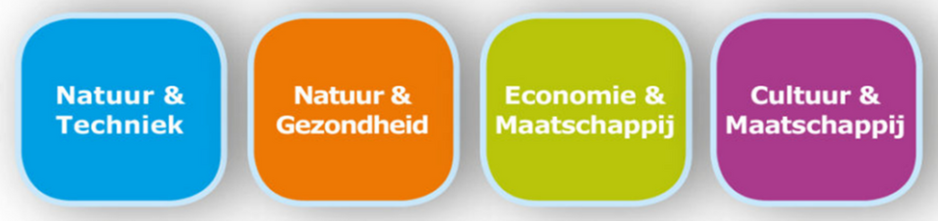 Natuur &
Techniek
Natuur &
Gezondheid
Economie &
Maatschappij
Cultuur &
Maatschappij